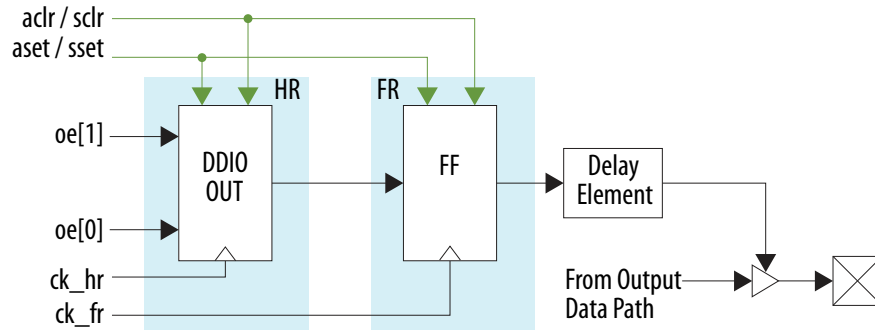 aclr / sclr
aset / sset
HR
FR
oe[1]
DDIO
OUT
FF
Delay
Element
oe[0]
ck_hr
ck_fr
From Output
Data Path